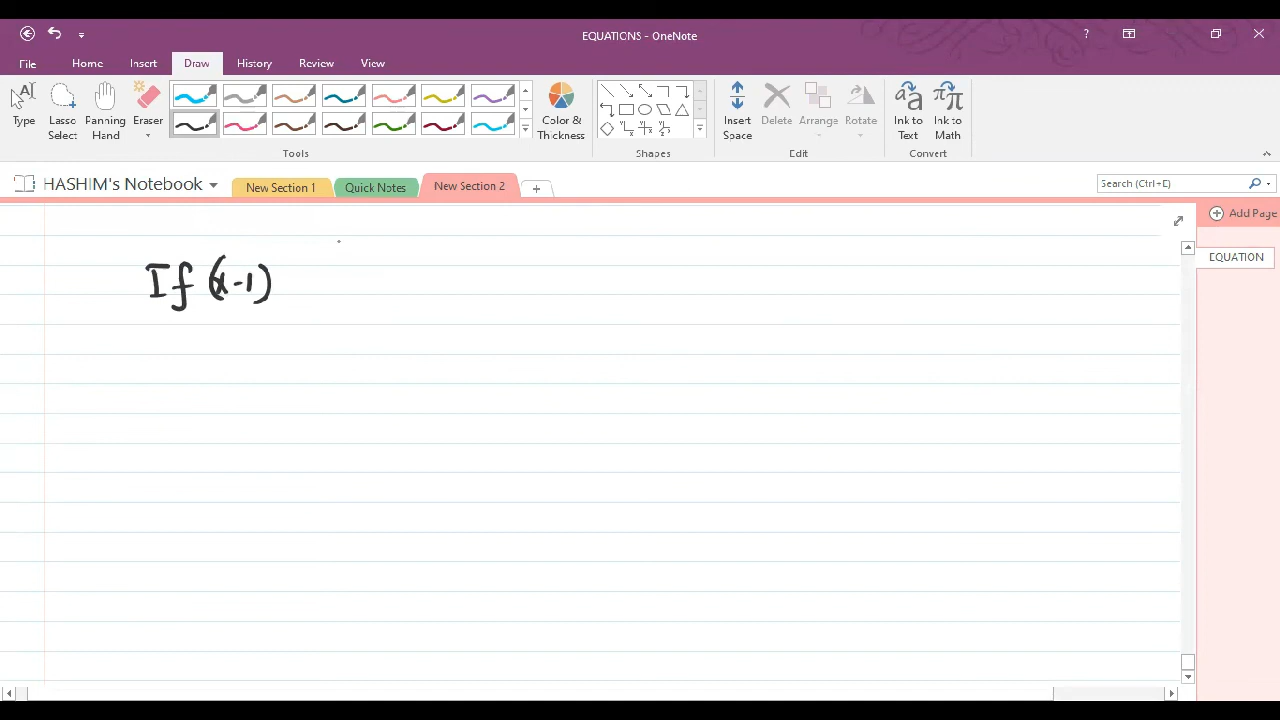 EQUATIONS - OneNote
?
File Home Insert Draw History Review View
Type
Lasso Select
Panning Hand
Eraser
Color & Thickness
Insert Space
Delete
Arrange
Rotate
Ink to Text
Ink to Math
Tools
Shapes
Edit
Convert
HASHIM's Notebook
New Section 1
Quick Notes
New Section 2
+
Search (Ctrl+E)
Add Page
EQUATION
If (x-1)